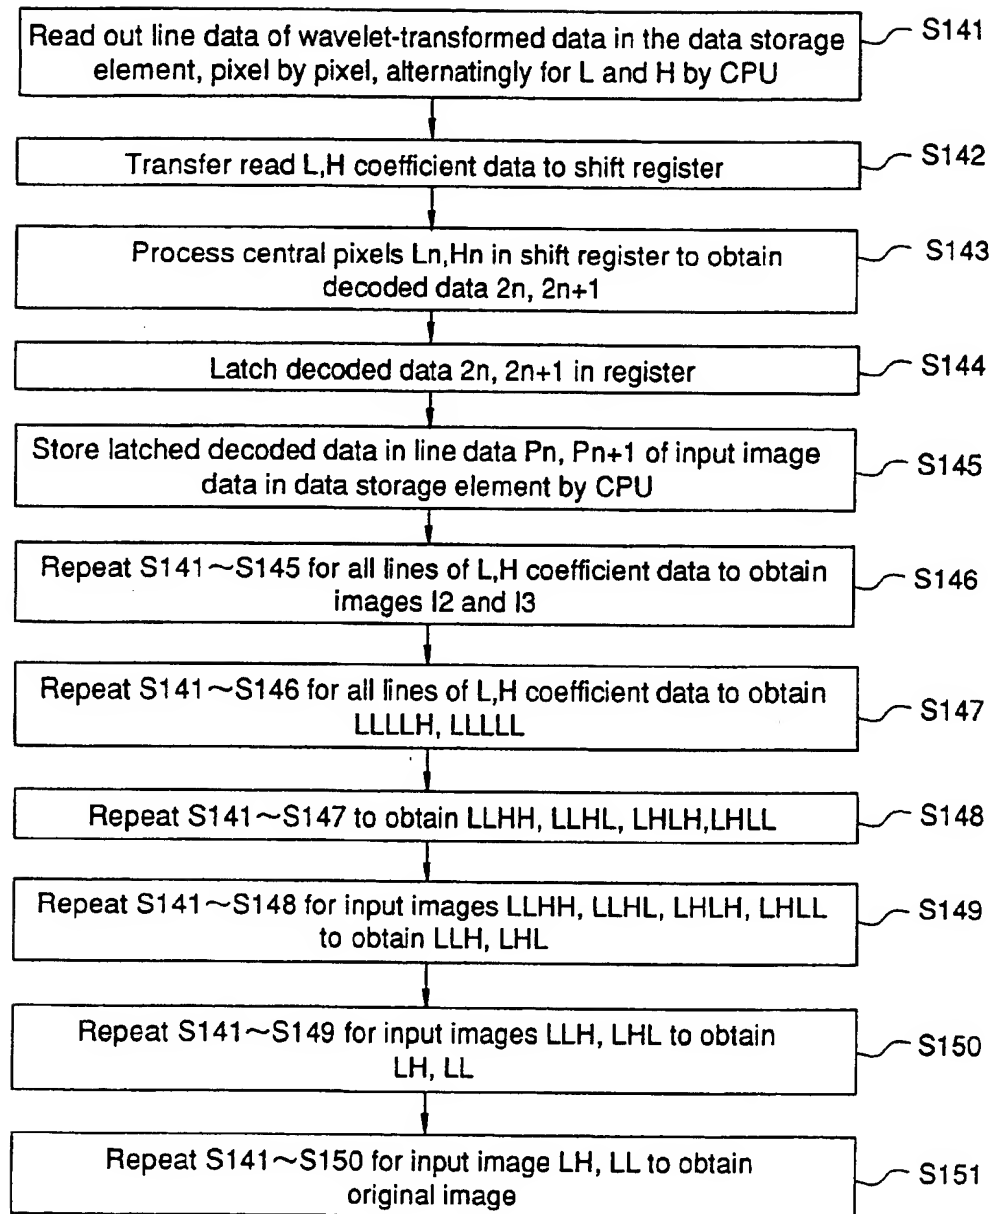 Read out line data of wavelet-transformed data in the data storage
element, pixel by pixel, alternatingly for L and H by CPU
S141
Transfer read L,H coefficient data to shift register
S142
Process central pixels Ln,Hn in shift register to obtain
decoded data 2n, 2n+1
S143
Latch decoded data 2n, 2n+1 in register
S144
Store latched decoded data in line data Pn, Pn+1 of input image
data in data storage element by CPU
S145
Repeat S141~S145 for all lines of L,H coefficient data to obtain
images I2 and I3
S146
Repeat S141~S146 for all lines of L,H coefficient data to obtain
LLLLH, LLLLL
S147
Repeat S141~S147 to obtain LLHH, LLHL, LHLH,LHLL
S148
Repeat S141~S148 for input images LLHH, LLHL, LHLH, LHLL
to obtain LLH, LHL
S149
Repeat S141~S149 for input images LLH, LHL to obtain
LH, LL
S150
Repeat S141~S150 for input image LH, LL to obtain
original image
S151